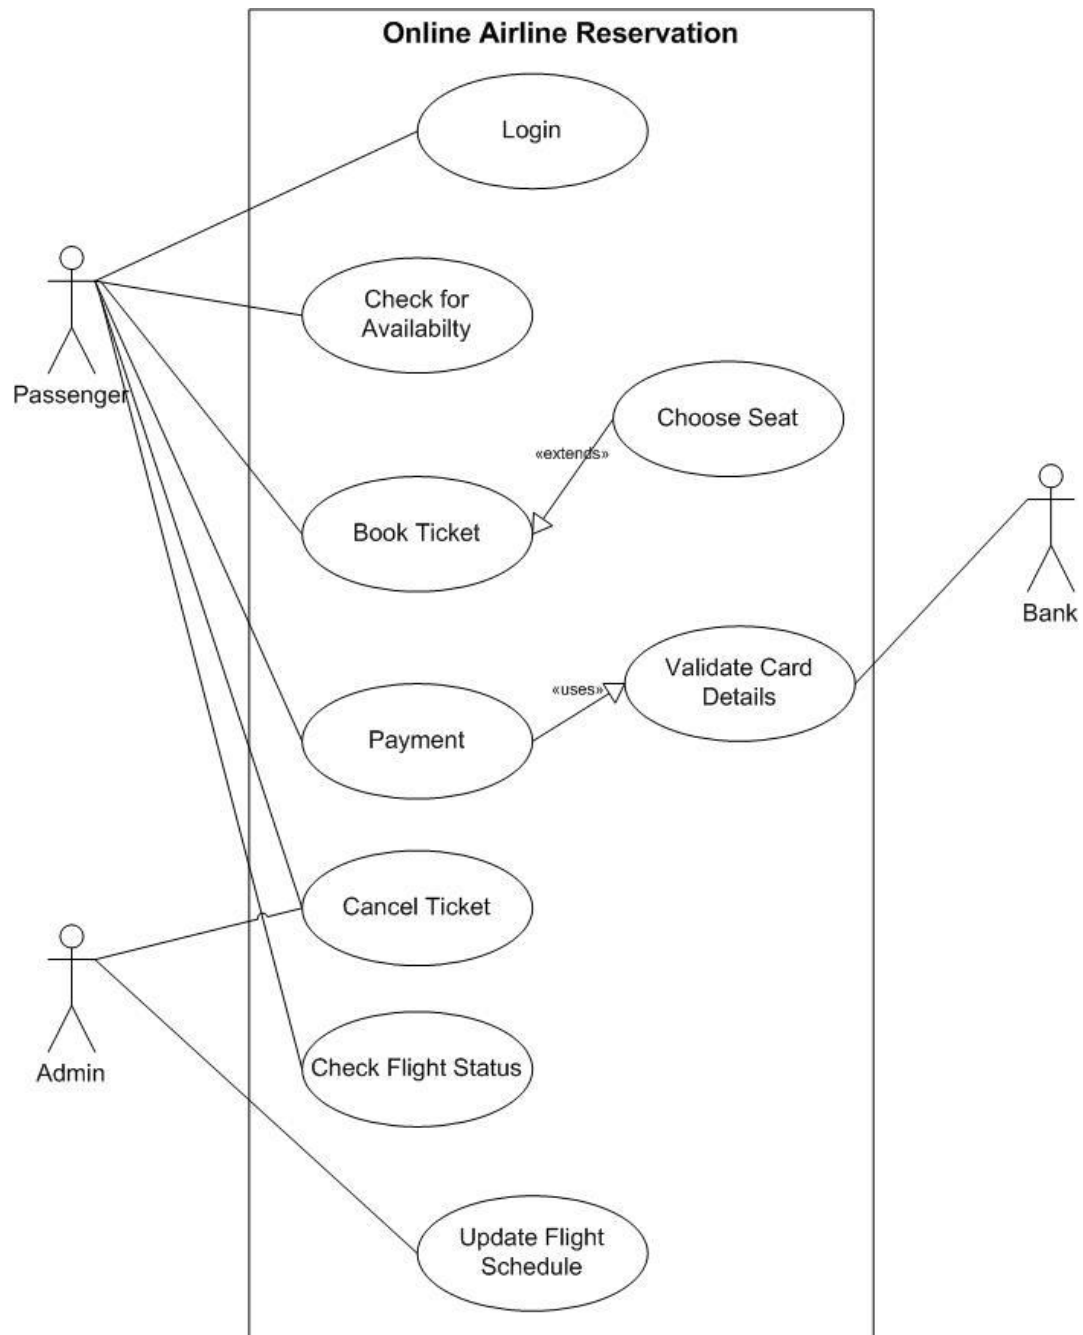 Online Airline Reservation
Login
Check for
Availabilty
Passenger
Choose Seat
«extends»
Book Ticket
Bank
Validate Card
Details
«uses»
Payment
Cancel Ticket
Check Flight Status
Admin
Update Flight
Schedule